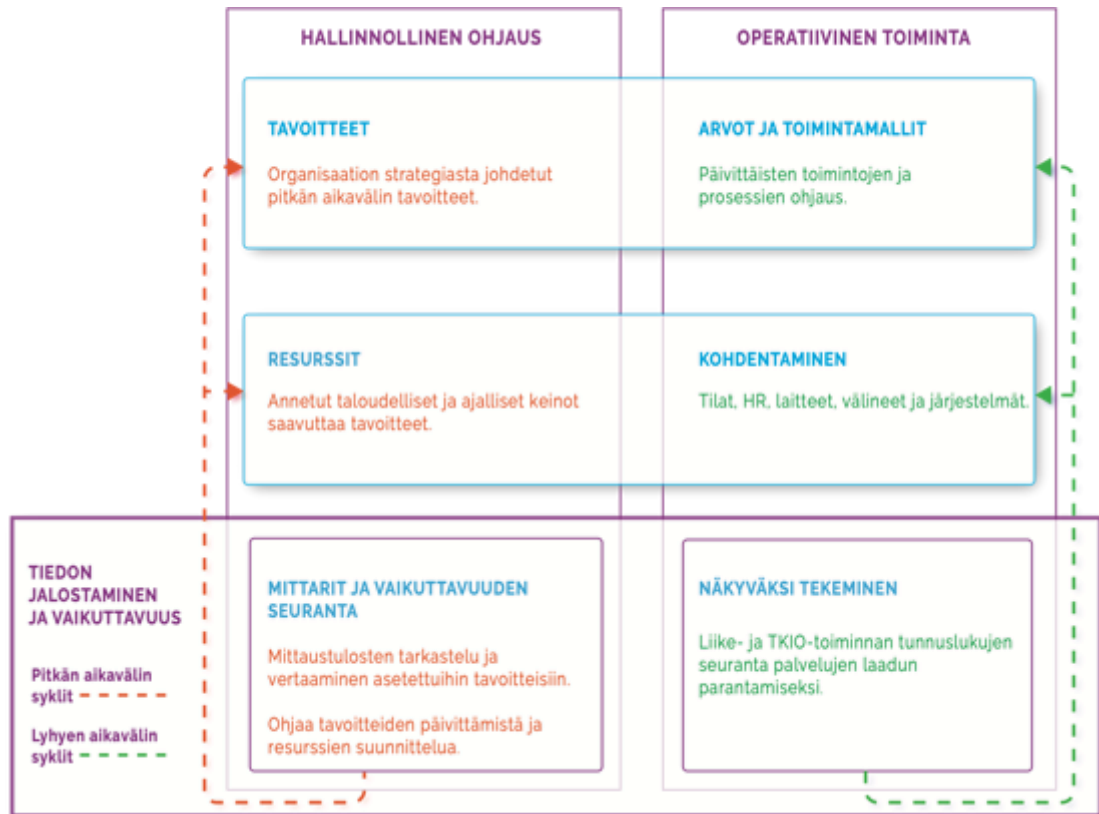 HALLINNOLLINEN OHJAUS
OPERATIIVINEN TOIMINTA
TAVOITTEET
Organisaation strategiasta johdetut
pitkän aikavälin tavoitteet.
ARVOT JA TOIMINTAMALLIT
Päivittäisten toimintojen ja
prosessien ohjaus.
RESURSSIT
Annetut taloudelliset ja ajalliset keinot
saavuttaa tavoitteet.
KOHDENTAMINEN
Tilat, HR, laitteet, välineet ja järjestelmät.
TIEDON
JALOSTAMINEN
JA VAIKUTTAVUUS
Pitkän aikavälin
syklit
Lyhyen aikavälin
syklit
MITTARIT JA VAIKUTTAVUUDEN
SEURANTA
Mittaustulosten tarkastelu ja
vertaaminen asetettuihin tavoitteisiin.
Ohjaa tavoitteiden päivittämistä ja
resurssien suunnittelua.
NÄKYVÄKSI TEKEMINEN
Liike- ja TKIO-toiminnan tunnuslukujen
seuranta palvelujen laadun
parantamiseksi.